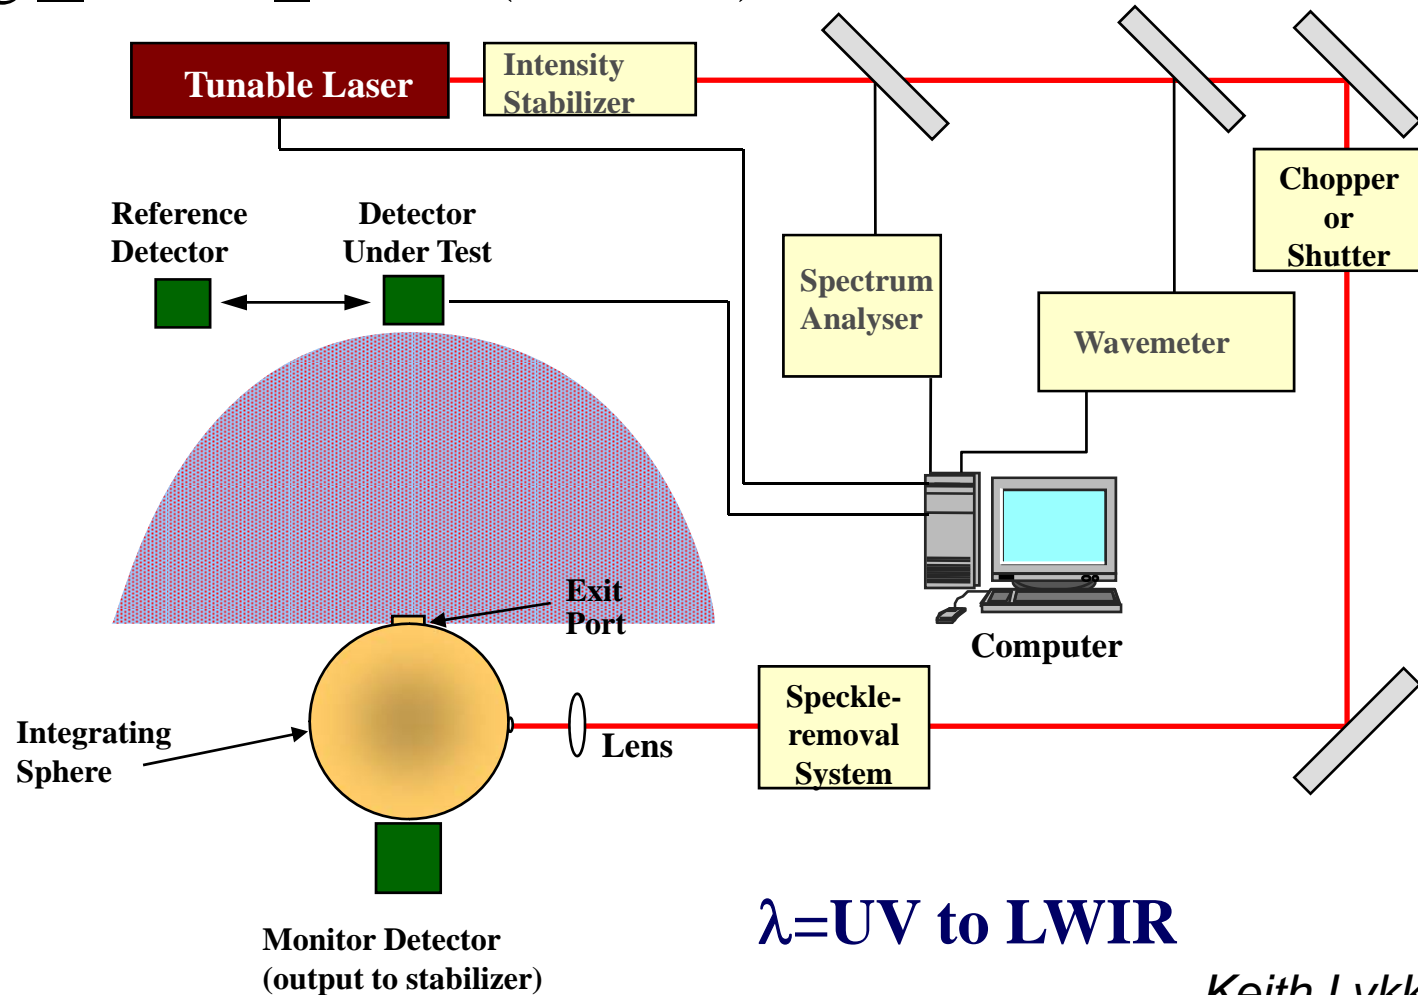 Tunable Laser
Intensity
Stabilizer
Chopper
or
Shutter
Reference
Detector
Detector
Under Test
Spectrum
Analyser
Wavemeter
Exit
Port
Computer
Integrating
Sphere
Lens
Speckle-
removal
System
λ=UV to LWIR
Monitor Detector
(output to stabilizer)
Keith